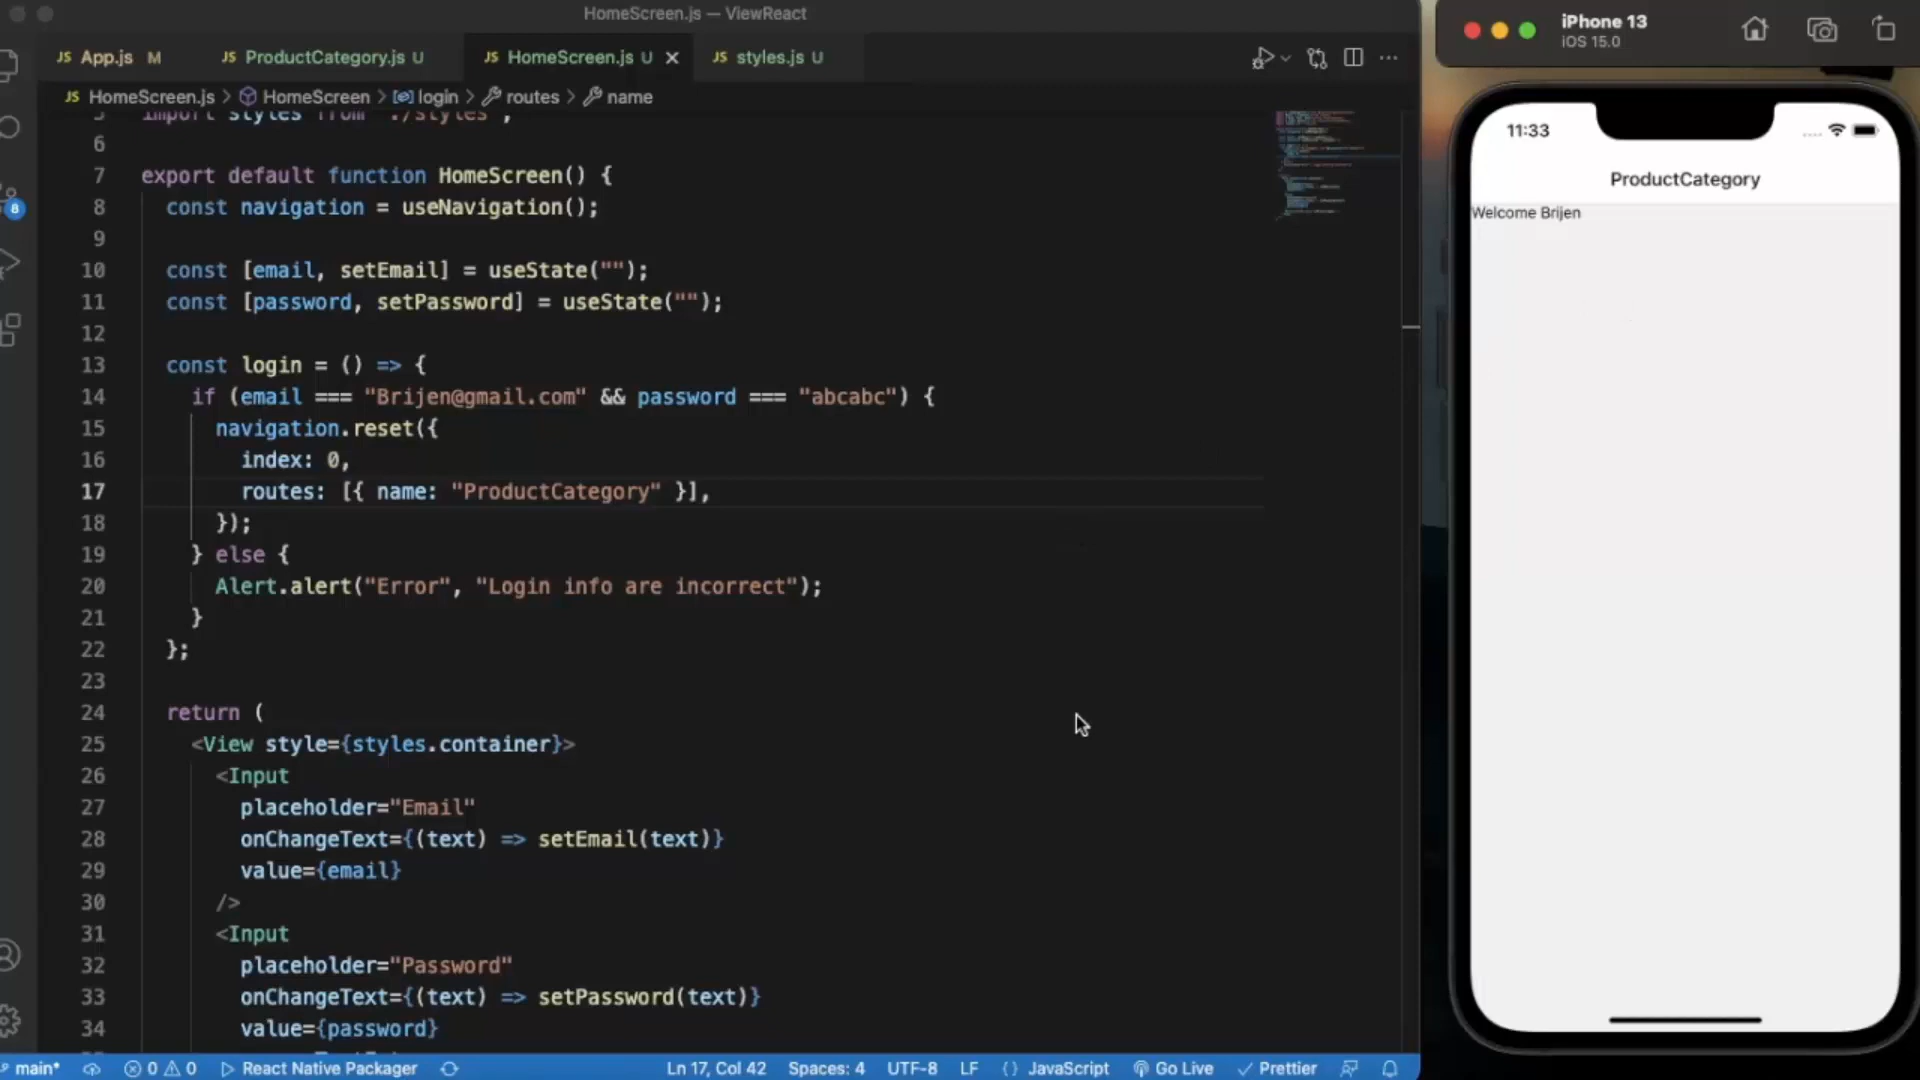 HomeScreen.js — ViewReact
JS App.js M
JS ProductCategory.js U
JS HomeScreen.js U
JS styles.js U
JS HomeScreen.js > HomeScreen > login > routes > name
5 import styles from "./styles";
6
7 export default function HomeScreen() {
8 const navigation = useNavigation();
9
10 const [email, setEmail] = useState("");
11 const [password, setPassword] = useState("");
12
13 const login = () => {
14 if (email === "Brijen@gmail.com" && password === "abcabc") {
15 navigation.reset({
16 index: 0,
17 routes: [{ name: "ProductCategory" }],
18 });
19 } else {
20 Alert.alert("Error", "Login info are incorrect");
21 }
22 };
23
24 return (
25 <View style={styles.container}>
26 <Input
27 placeholder="Email"
28 onChangeText={(text) => setEmail(text)}
29 value={email}
30 />
31 <Input
32 placeholder="Password"
33 onChangeText={(text) => setPassword(text)}
34 value={password}
8
main* 0 0 React Native Packager Ln 17, Col 42 Spaces: 4 UTF-8 LF {} JavaScript Go Live Prettier
iPhone 13
iOS 15.0
11:33
ProductCategory
Welcome Brijen